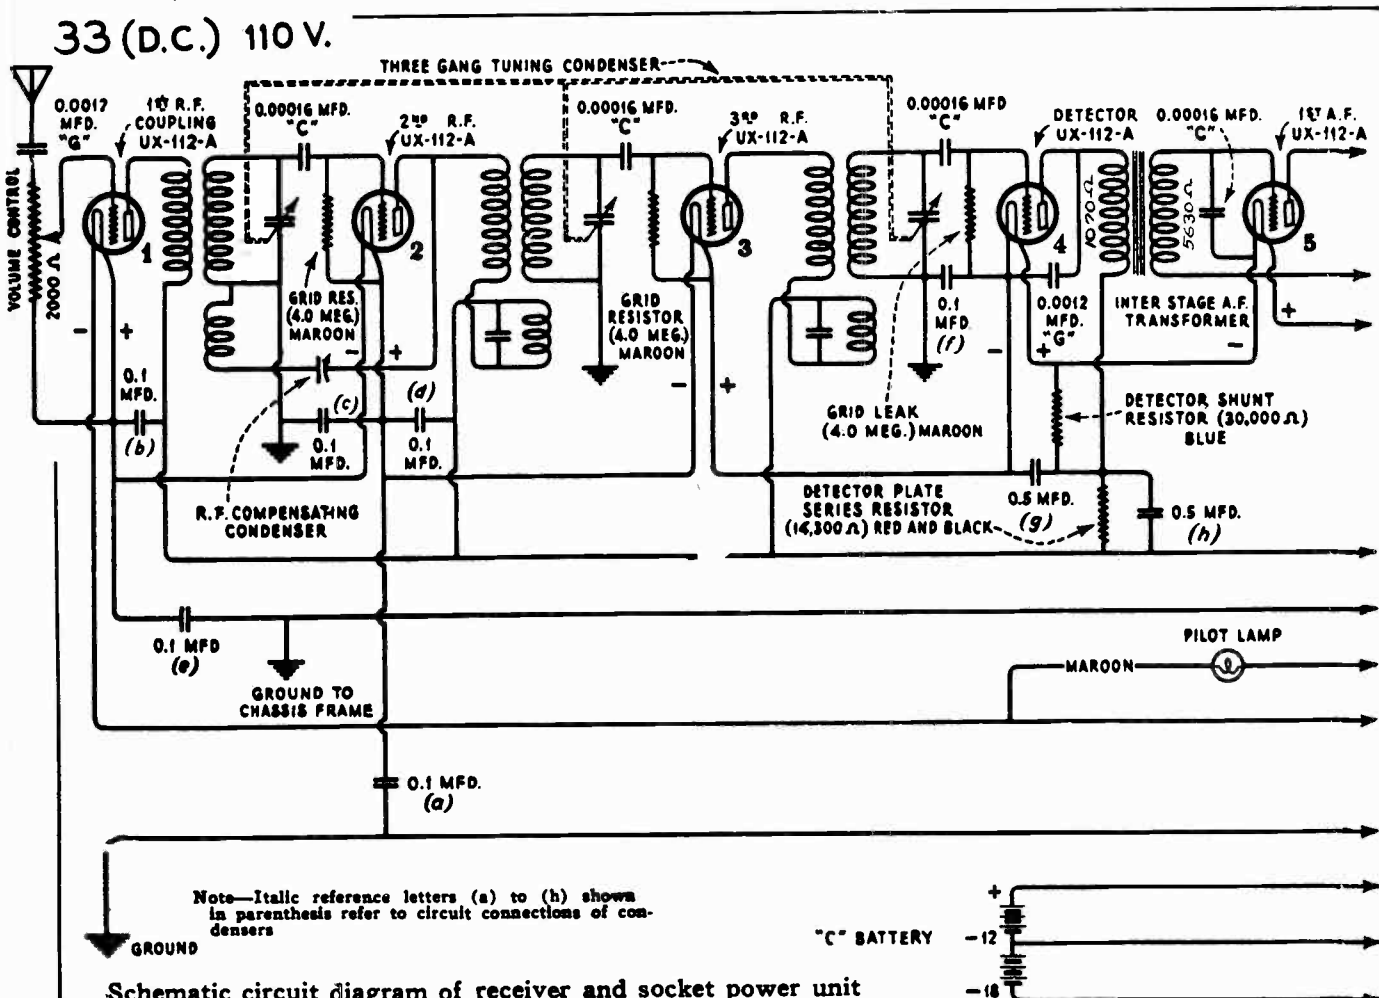 33 (D.C.) 110 V.
THREE GANG TUNING CONDENSER
0.0017
MFD.
"G"
1ST R.F.
COUPLING
UX-112-A
0.00016 MFD.
"C"
2ND R.F.
UX-112-A
0.00016 MFD.
"C"
3RD R.F.
UX-112-A
0.00016 MFD
"C"
DETECTOR
UX-112-A
0.00016 MFD.
"C"
1ST A.F.
UX-112-A
VOLUME CONTROL
2000 Ω
1
2
3
4
5
1020 Ω
5630 Ω
- +
GRID RES.
(4.0 MEG.)
MAROON
- +
GRID
RESISTOR
(4.0 MEG.)
MAROON
- +
0.1
MFD.
(f)
0.0012
MFD.
"G"
- +
INTER STAGE A.F.
TRANSFORMER
- +
0.1
MFD.
(b)
(c)
0.1
MFD.
(d)
0.1
MFD.
GRID LEAK
(4.0 MEG.) MAROON
DETECTOR SHUNT
RESISTOR (30,000 Ω)
BLUE
R.F. COMPENSATING
CONDENSER
DETECTOR PLATE
SERIES RESISTOR
(14,300 Ω) RED AND BLACK
0.5 MFD.
(g)
0.5 MFD.
(h)
0.1 MFD
(e)
GROUND TO
CHASSIS FRAME
PILOT LAMP
MAROON
0.1 MFD.
(a)
Note—Italic reference letters (a) to (h) shown
in parenthesis refer to circuit connections of con-
densers
GROUND
"C" BATTERY
+
-12
-18
Schematic circuit diagram of receiver and socket power unit